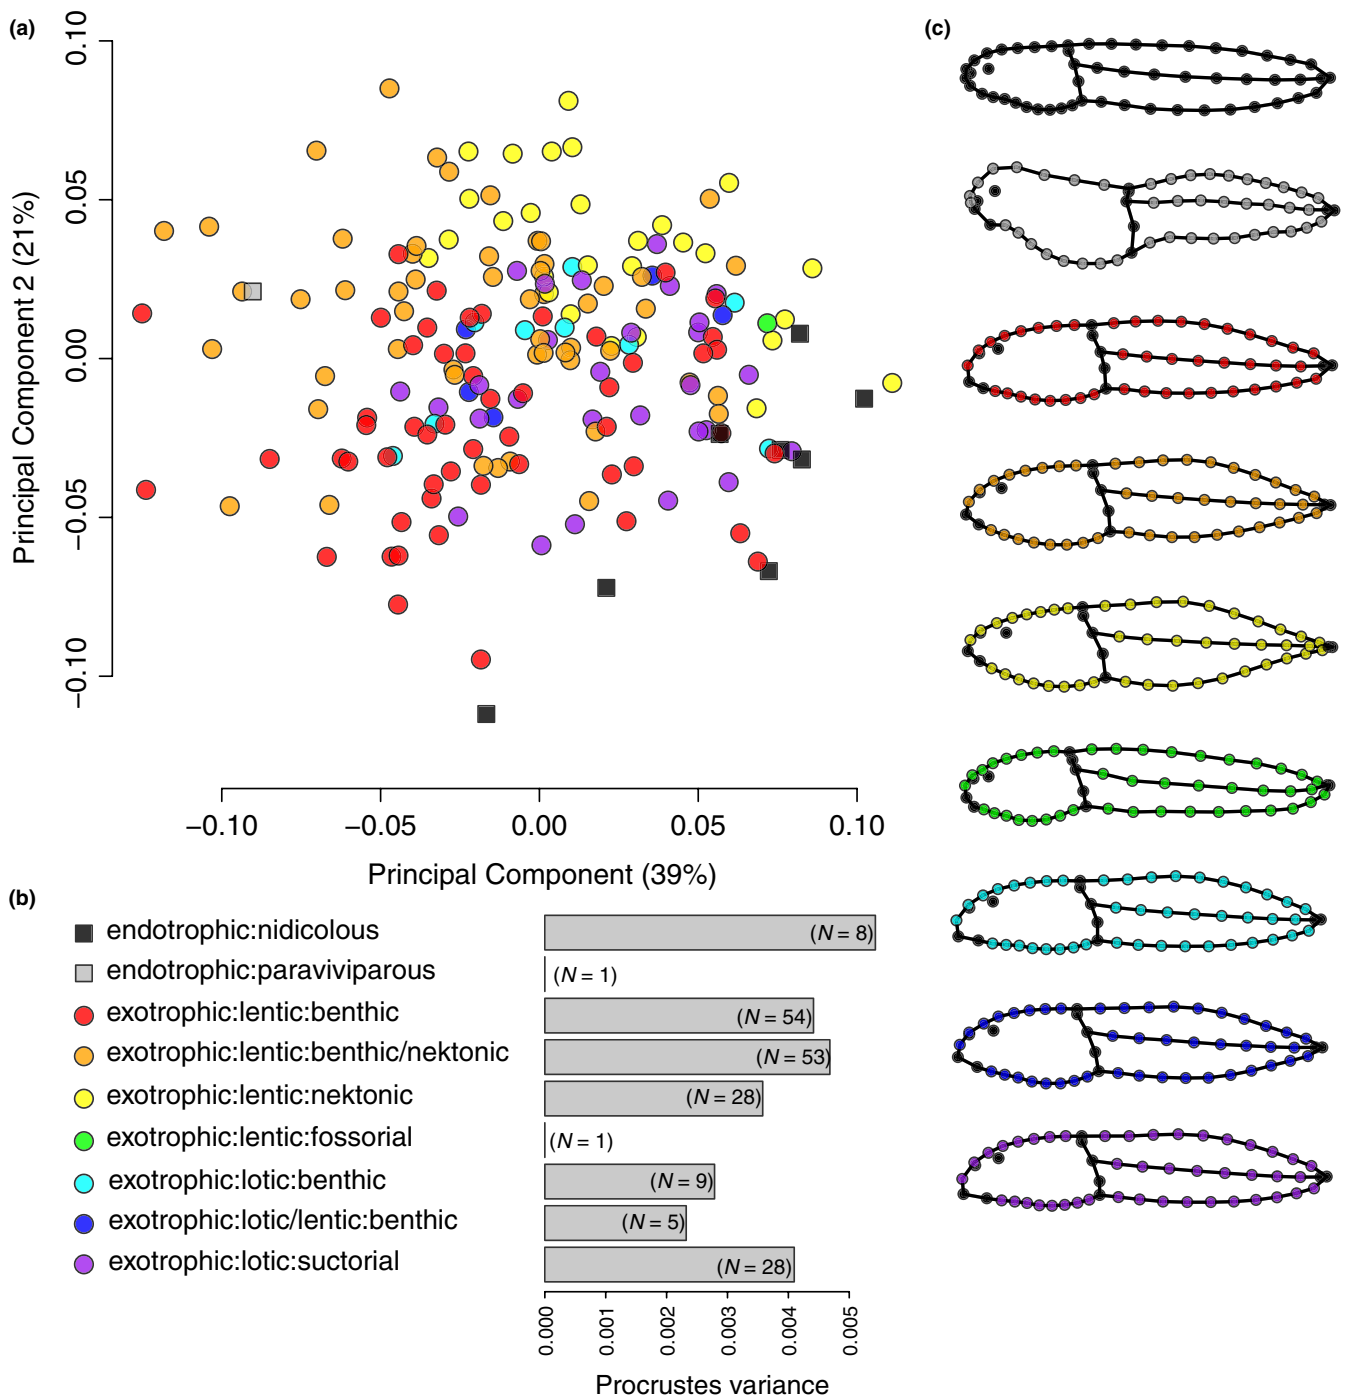 (a)
(c)
0.10
0.05
0.00
−0.05
−0.10
Principal Component 2 (21%)
−0.10 −0.05 0.00 0.05 0.10
Principal Component (39%)
(b)
endotrophic:nidicolous (N = 8)
endotrophic:paraviviparous (N = 1)
exotrophic:lentic:benthic (N = 54)
exotrophic:lentic:benthic/nektonic (N = 53)
exotrophic:lentic:nektonic (N = 28)
exotrophic:lentic:fossorial (N = 1)
exotrophic:lotic:benthic (N = 9)
exotrophic:lotic/lentic:benthic (N = 5)
exotrophic:lotic:suctorial (N = 28)
0.000 0.001 0.002 0.003 0.004 0.005
Procrustes variance